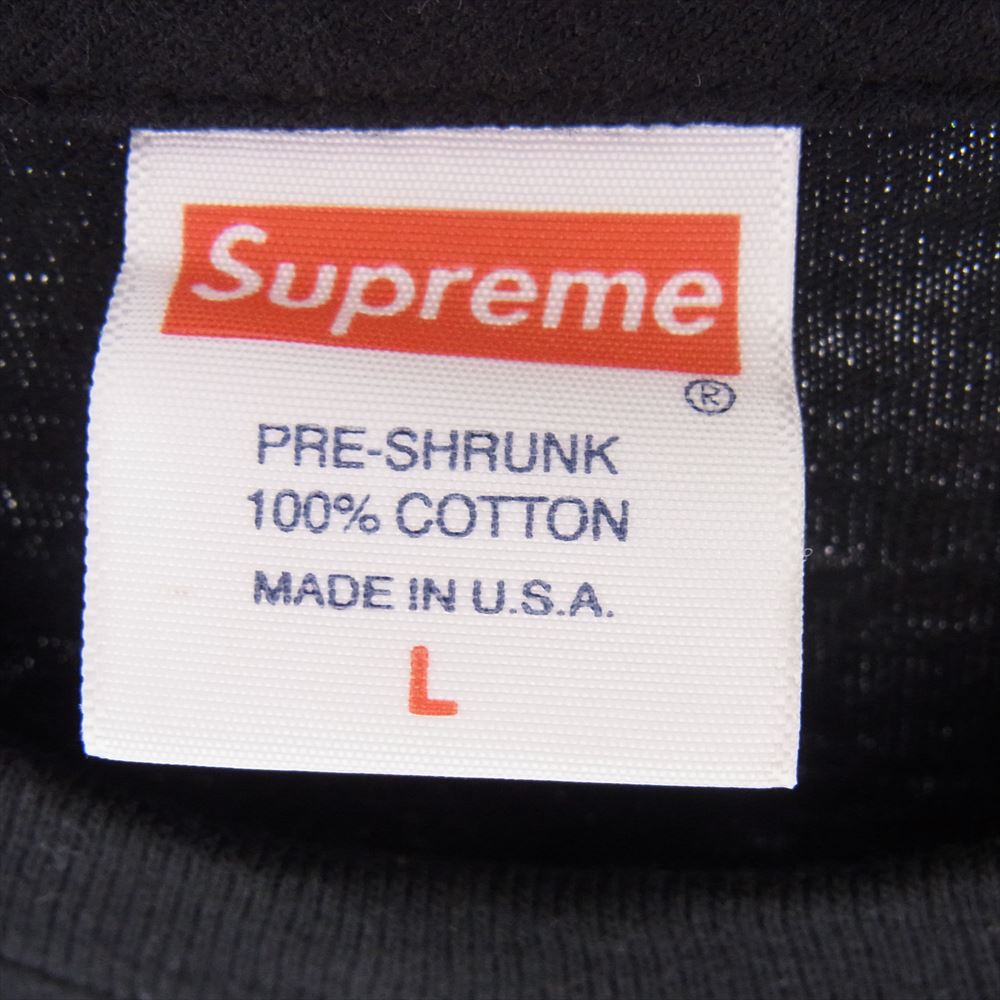 Supreme
®
PRE-SHRUNK
100% COTTON
MADE IN U.S.A.
L